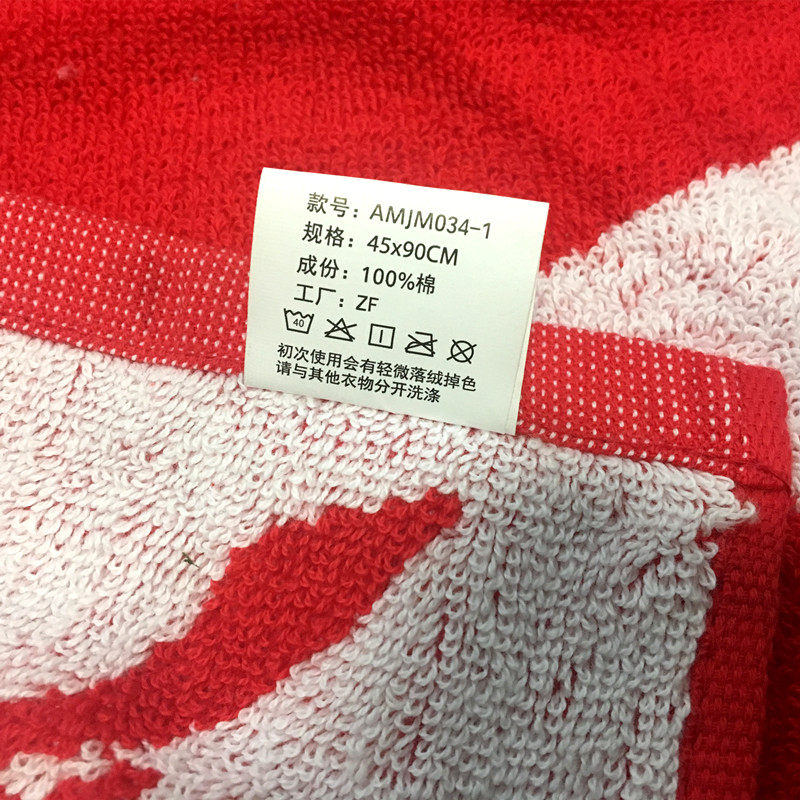 款号：AMJM034-1
规格：45x90CM
成份：100%棉
工厂：ZF
40
初次使用会有轻微落绒掉色
请与其他衣物分开洗涤